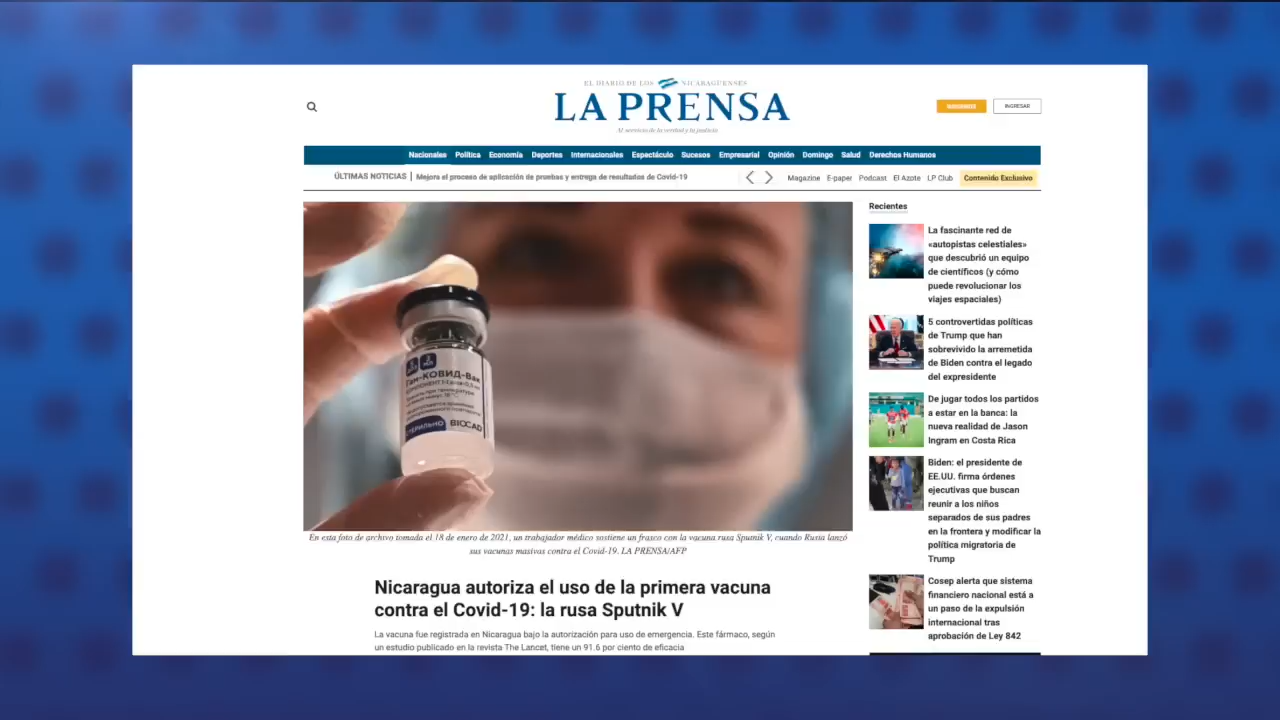 EL DIARIO DE LOS NICARAGÜENSES
LA PRENSA
Al servicio de la verdad y la justicia
INGRESAR
Nacionales Política Economía Deportes Internacionales Espectáculo Sucesos Empresarial Opinión Domingo Salud Derechos Humanos
ÚLTIMAS NOTICIAS | Mejora el proceso de aplicación de pruebas y entrega de resultados de Covid-19
Magazine E-paper Podcast El Azote LP Club Contenido Exclusivo
Гам-КОВИД-Вак
BIOCAD
En esta foto de archivo tomada el 18 de enero de 2021, un trabajador médico sostiene un frasco con la vacuna rusa Sputnik V, cuando Rusia lanzó
sus vacunas masivas contra el Covid-19. LA PRENSA/AFP
Nicaragua autoriza el uso de la primera vacuna
contra el Covid-19: la rusa Sputnik V
La vacuna fue registrada en Nicaragua bajo la autorización para uso de emergencia. Este fármaco, según
un estudio publicado en la revista The Lancet, tiene un 91.6 por ciento de eficacia
Recientes
La fascinante red de
«autopistas celestiales»
que descubrió un equipo
de científicos (y cómo
puede revolucionar los
viajes espaciales)
5 controvertidas políticas
de Trump que han
sobrevivido la arremetida
de Biden contra el legado
del expresidente
De jugar todos los partidos
a estar en la banca: la
nueva realidad de Jason
Ingram en Costa Rica
Biden: el presidente de
EE.UU. firma órdenes
ejecutivas que buscan
reunir a los niños
separados de sus padres
en la frontera y modificar la
política migratoria de
Trump
Cosep alerta que sistema
financiero nacional está a
un paso de la expulsión
internacional tras
aprobación de Ley 842